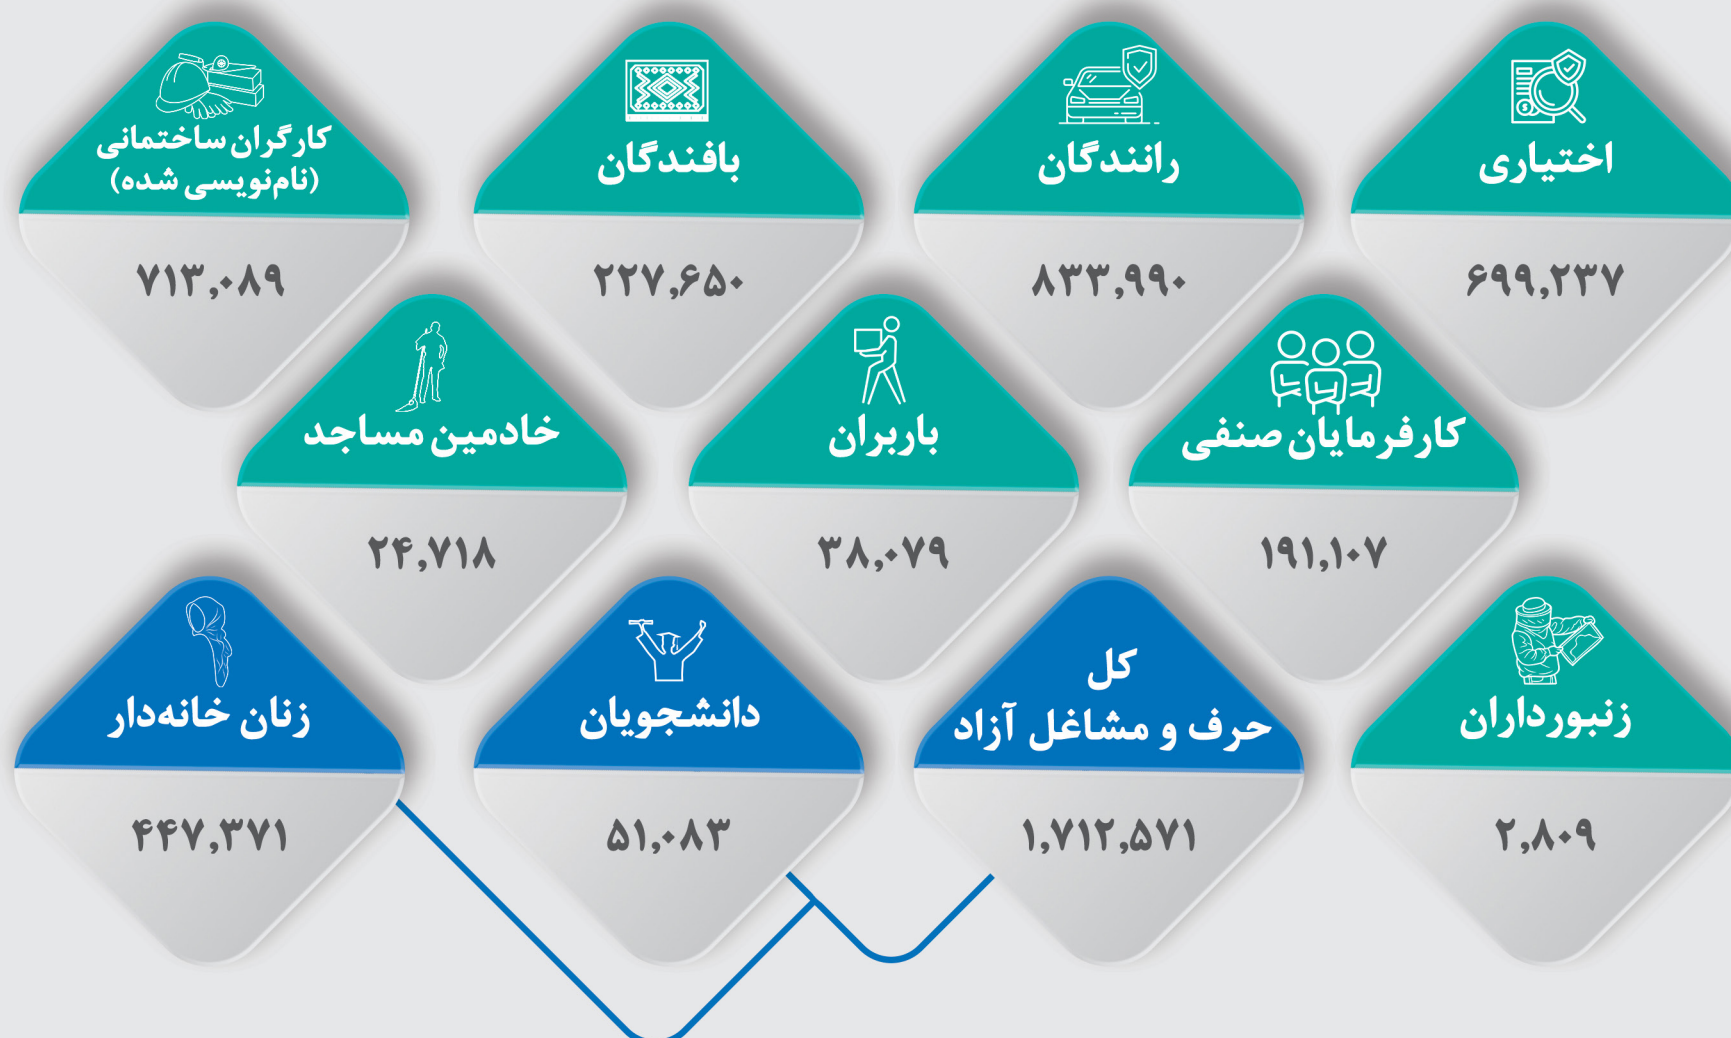 اختیاری
۶۹۹,۲۳۷
رانندگان
۸۳۳,۹۹۰
بافندگان
۲۲۷,۶۵۰
کارگران ساختمانی
(نام‌نویسی شده)
۷۱۳,۰۸۹
کارفرمایان صنفی
۱۹۱,۱۰۷
باربران
۳۸,۰۷۹
خادمین مساجد
۲۴,۷۱۸
زنبورداران
۲,۸۰۹
کل
حرف و مشاغل آزاد
۱,۷۱۲,۵۷۱
دانشجویان
۵۱,۰۸۳
زنان خانه‌دار
۴۴۷,۳۷۱